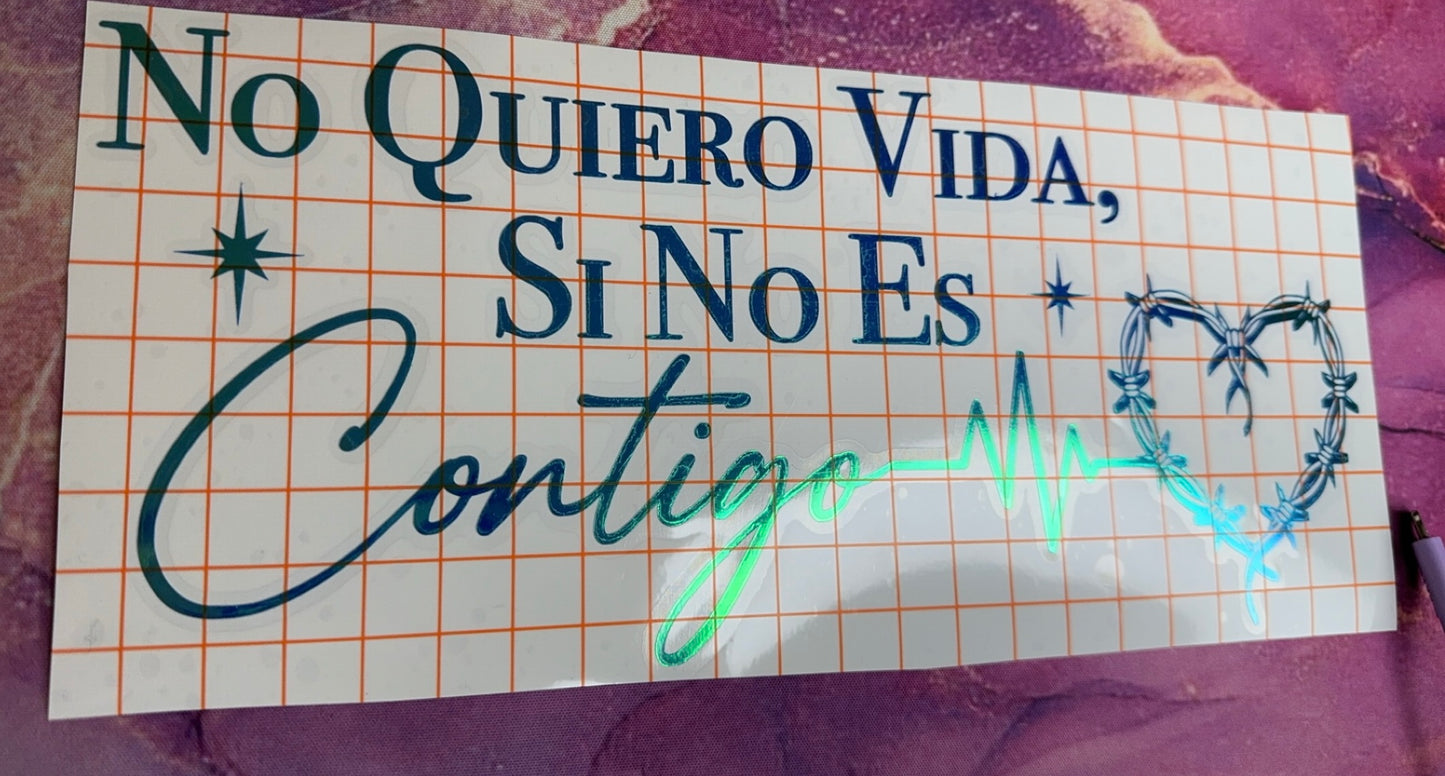 No Quiero Vida,
Si No Es
Contigo